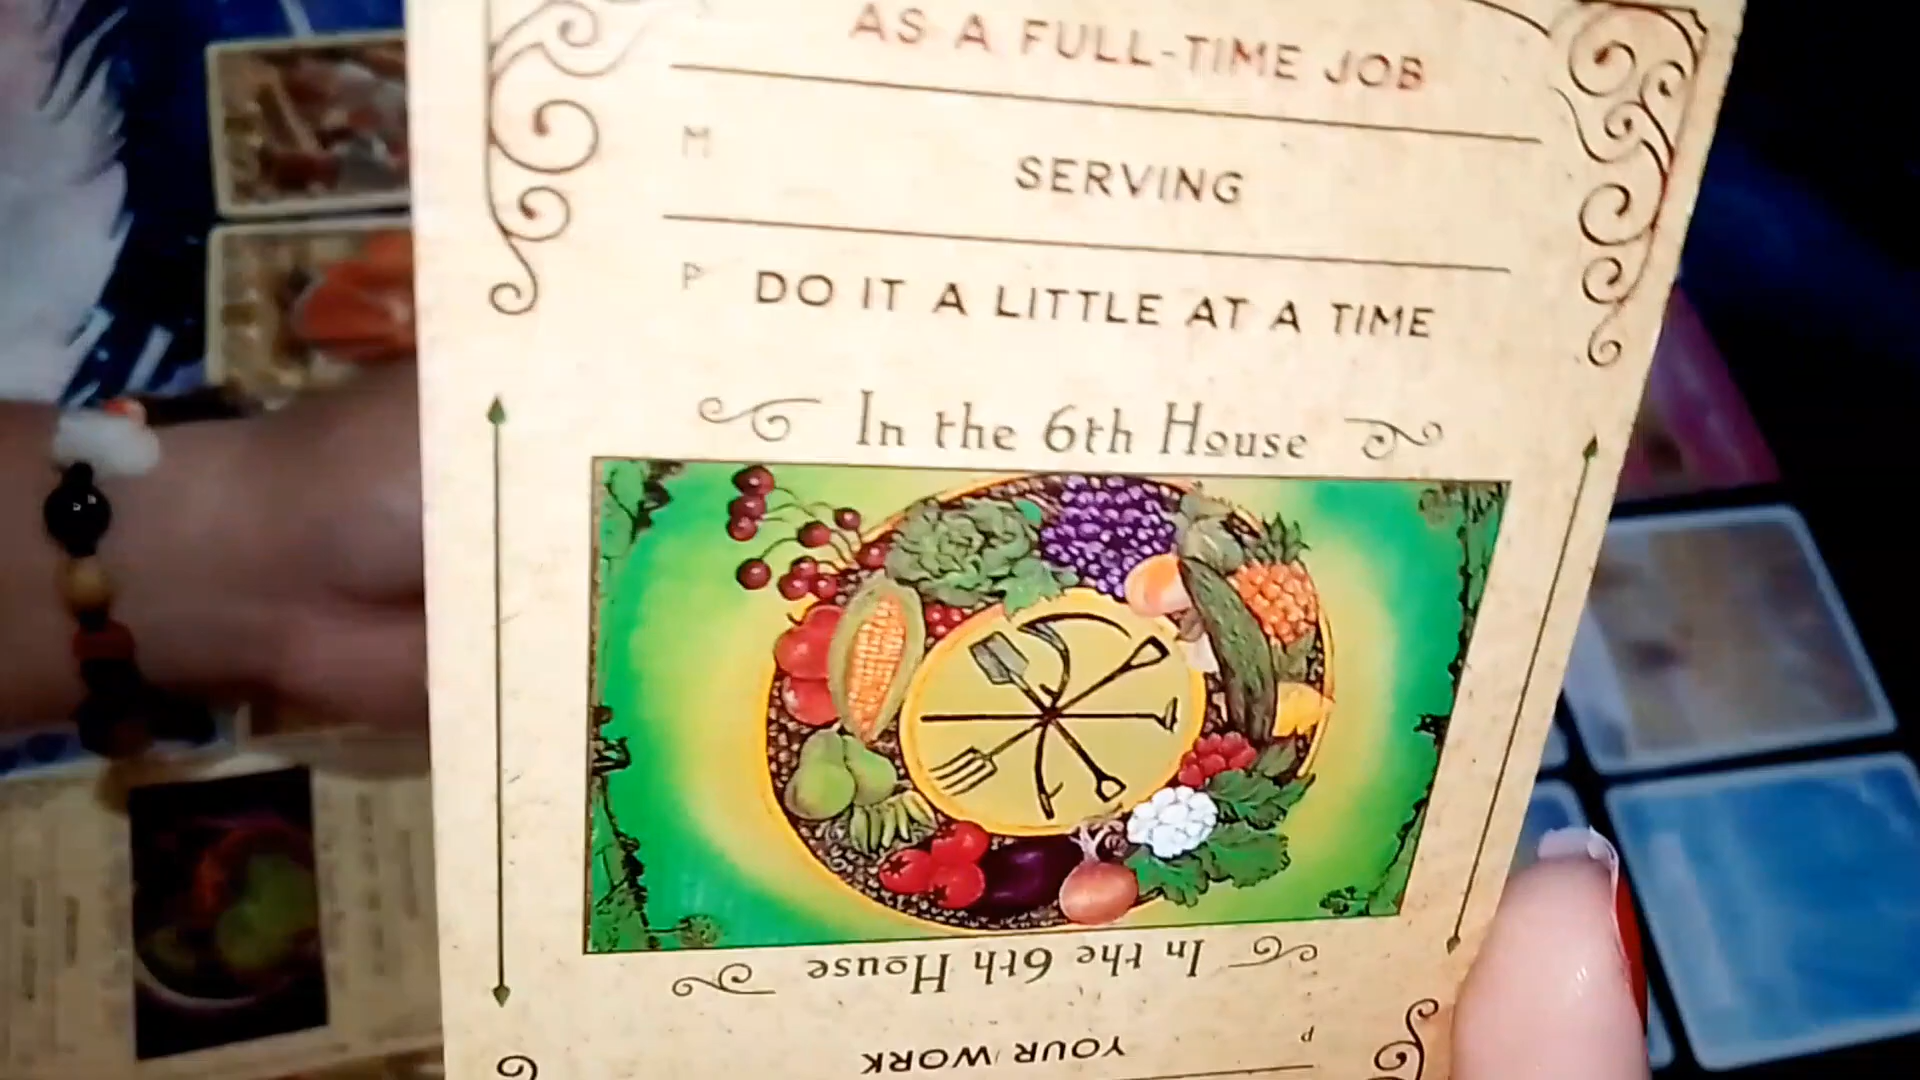 AS A FULL-TIME JOB
M
SERVING
P DO IT A LITTLE AT A TIME
In the 6th House
In the 6th House
P
YOUR WORK